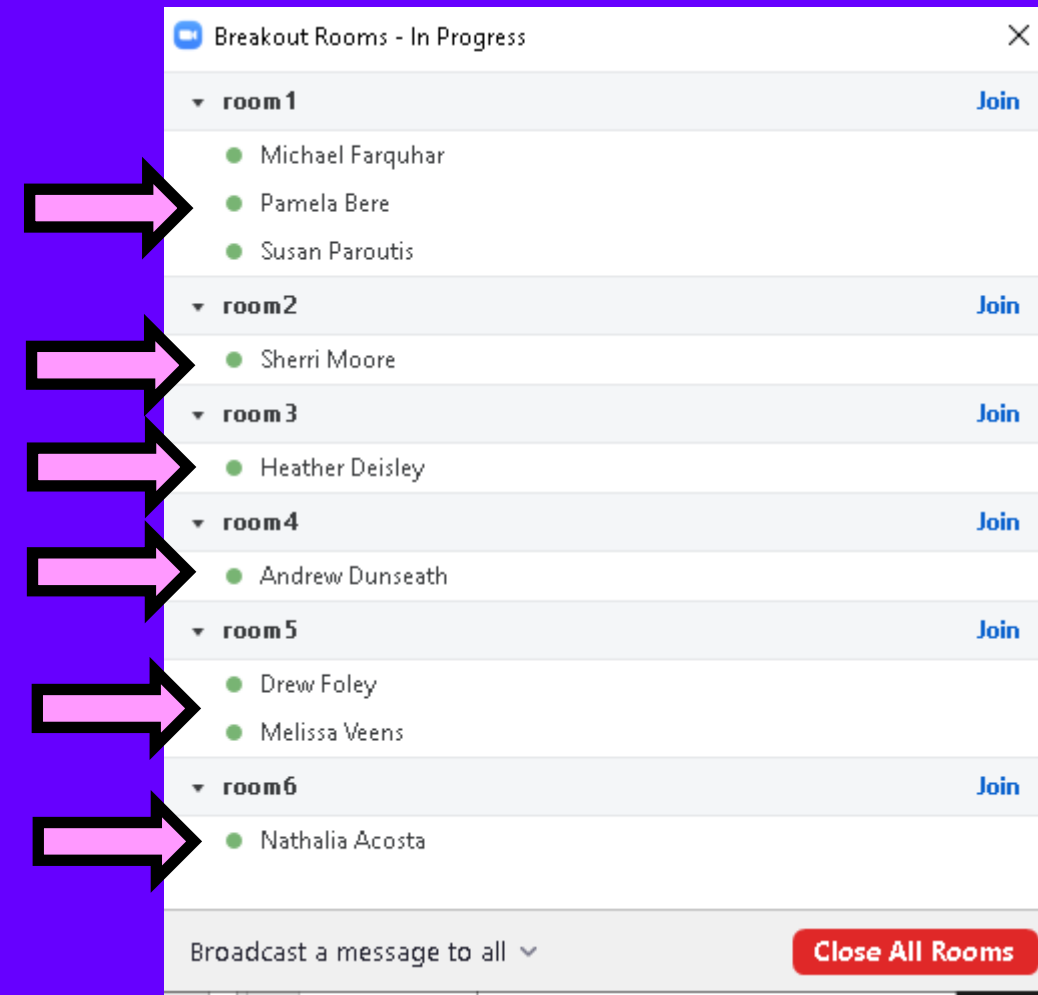 Breakout Rooms - In Progress
room1 Join
Michael Farquhar
Pamela Bere
Susan Paroutis
room2 Join
Sherri Moore
room3 Join
Heather Deisley
room4 Join
Andrew Dunseath
room5 Join
Drew Foley
Melissa Veens
room6 Join
Nathalia Acosta
Broadcast a message to all Close All Rooms